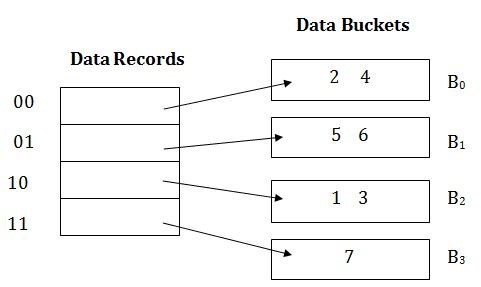 Data Buckets
Data Records
00
01
10
11
2 4
B0
5 6
B1
1 3
B2
7
B3